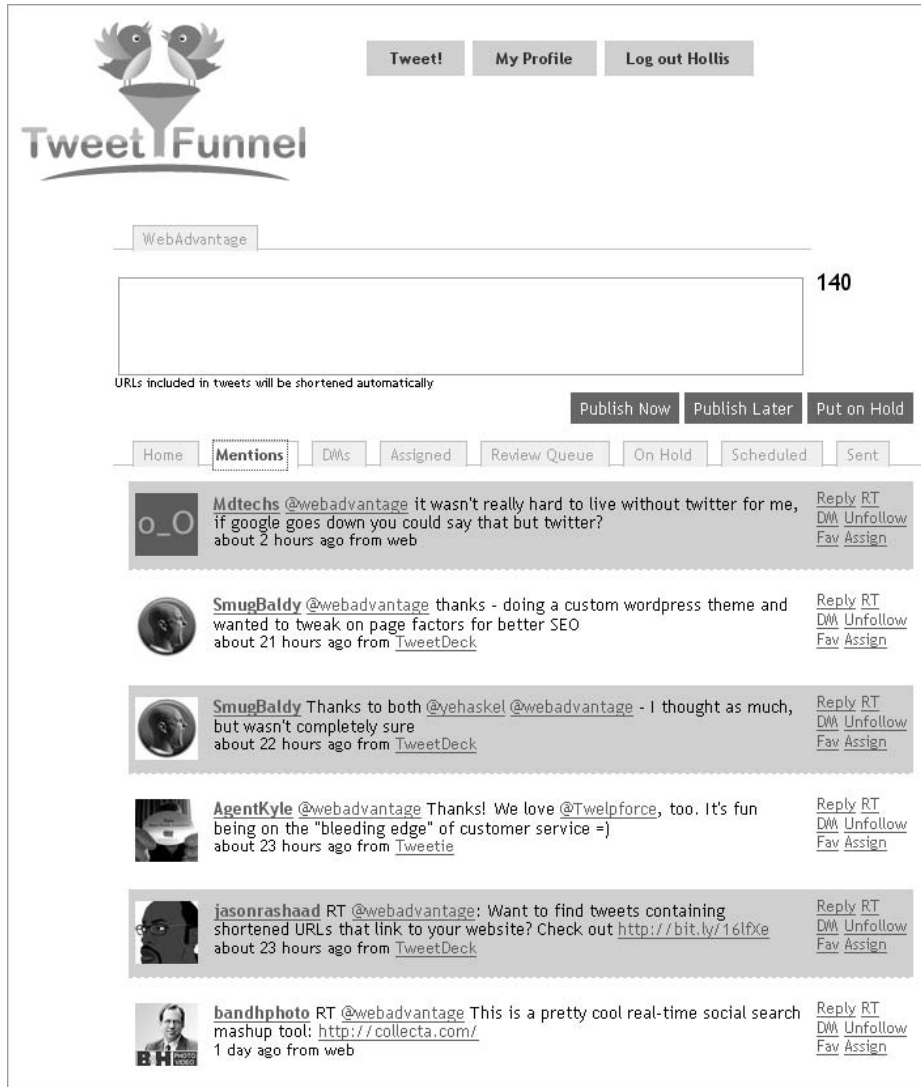 Tweet! My Profile Log out Hollis
TweetFunnel
WebAdvantage
140
URLs included in tweets will be shortened automatically
Publish Now Publish Later Put on Hold
Home Mentions DMs Assigned Review Queue On Hold Scheduled Sent
o_O
Mdtechs @webadvantage it wasn't really hard to live without twitter for me,
if google goes down you could say that but twitter?
about 2 hours ago from web
Reply RT
DM Unfollow
Fav Assign
SmugBaldy @webadvantage thanks - doing a custom wordpress theme and
wanted to tweak on page factors for better SEO
about 21 hours ago from TweetDeck
Reply RT
DM Unfollow
Fav Assign
SmugBaldy Thanks to both @yehaskel @webadvantage - I thought as much,
but wasn't completely sure
about 22 hours ago from TweetDeck
Reply RT
DM Unfollow
Fav Assign
AgentKyle @webadvantage Thanks! We love @Twelpforce, too. It's fun
being on the "bleeding edge" of customer service =)
about 23 hours ago from Tweetie
Reply RT
DM Unfollow
Fav Assign
jasonrashaad RT @webadvantage: Want to find tweets containing
shortened URLs that link to your website? Check out http://bit.ly/16lfXe
about 23 hours ago from TweetDeck
Reply RT
DM Unfollow
Fav Assign
B H PHOTO VIDEO
bandhphoto RT @webadvantage This is a pretty cool real-time social search
mashup tool: http://collecta.com/
1 day ago from web
Reply RT
DM Unfollow
Fav Assign